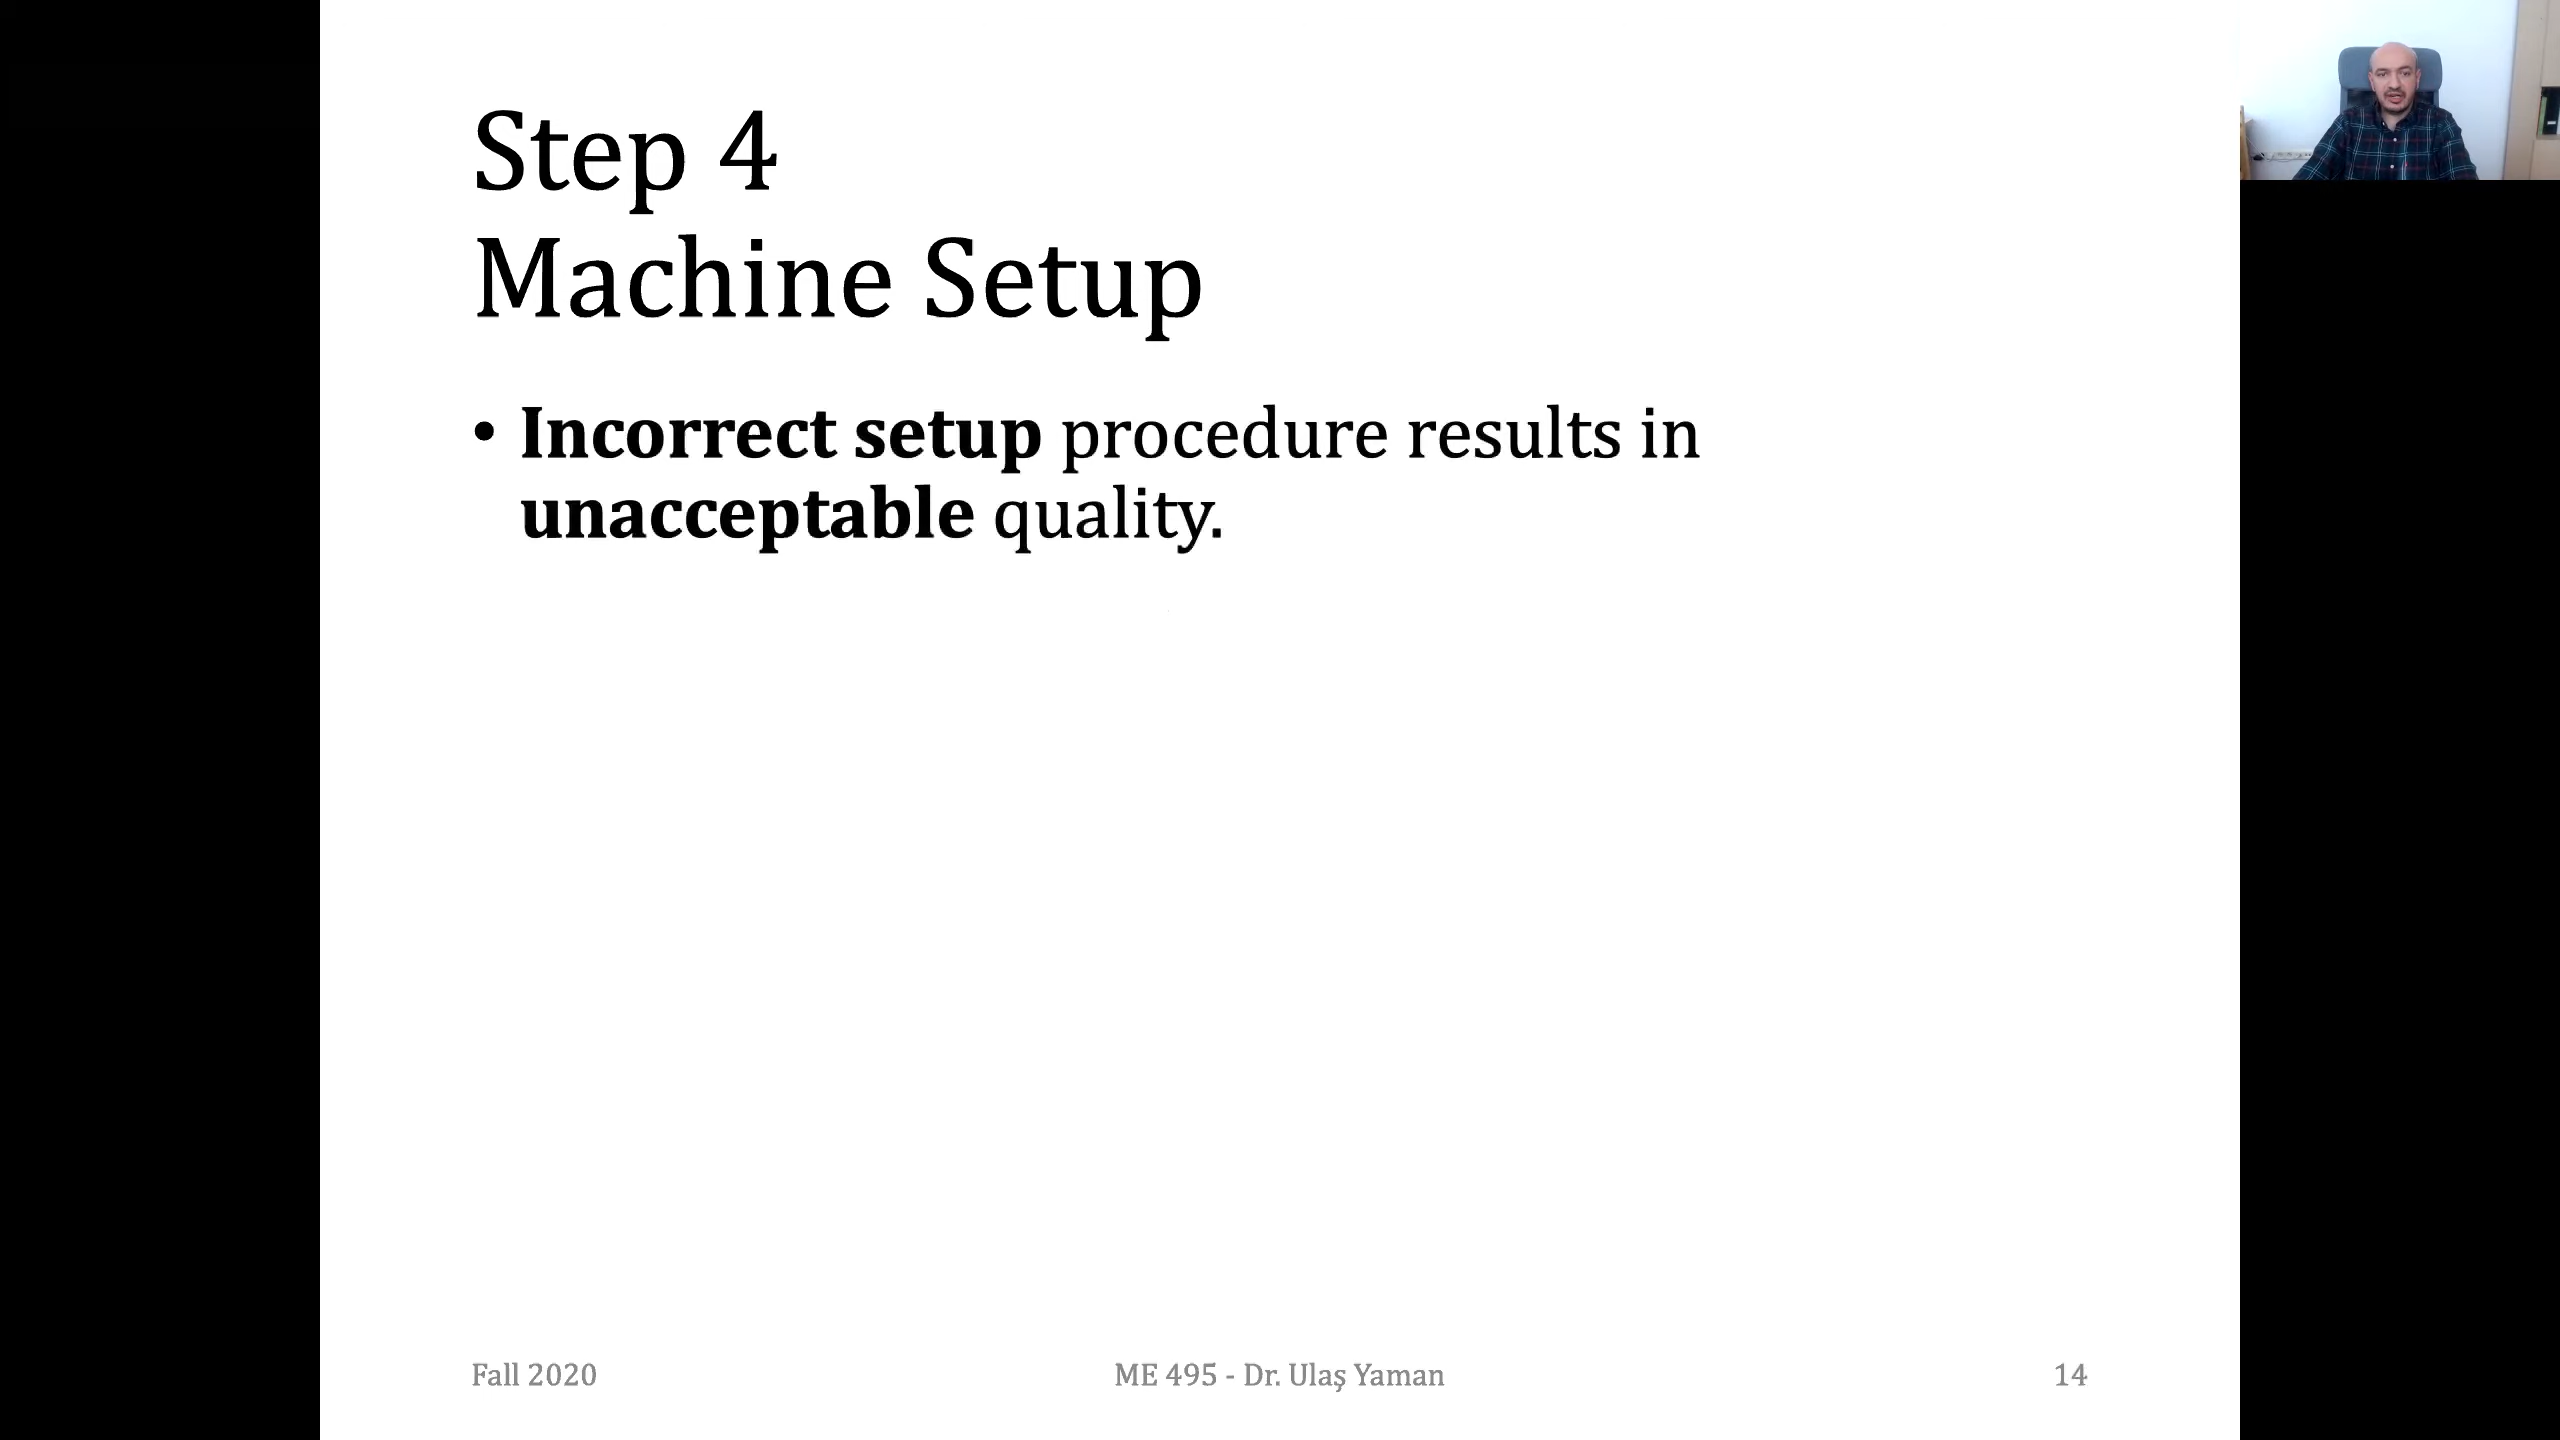 Step 4
Machine Setup
• Incorrect setup procedure results in
unacceptable quality.
Fall 2020
ME 495 - Dr. Ulaş Yaman
14